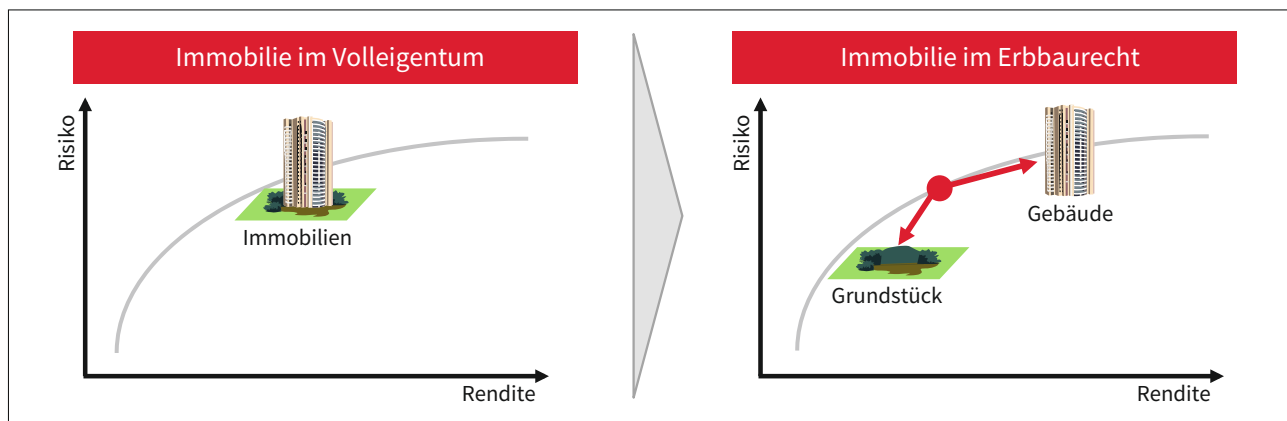 Immobilie im Volleigentum
Risiko
Immobilien
Rendite
Immobilie im Erbbaurecht
Risiko
Gebäude
Grundstück
Rendite